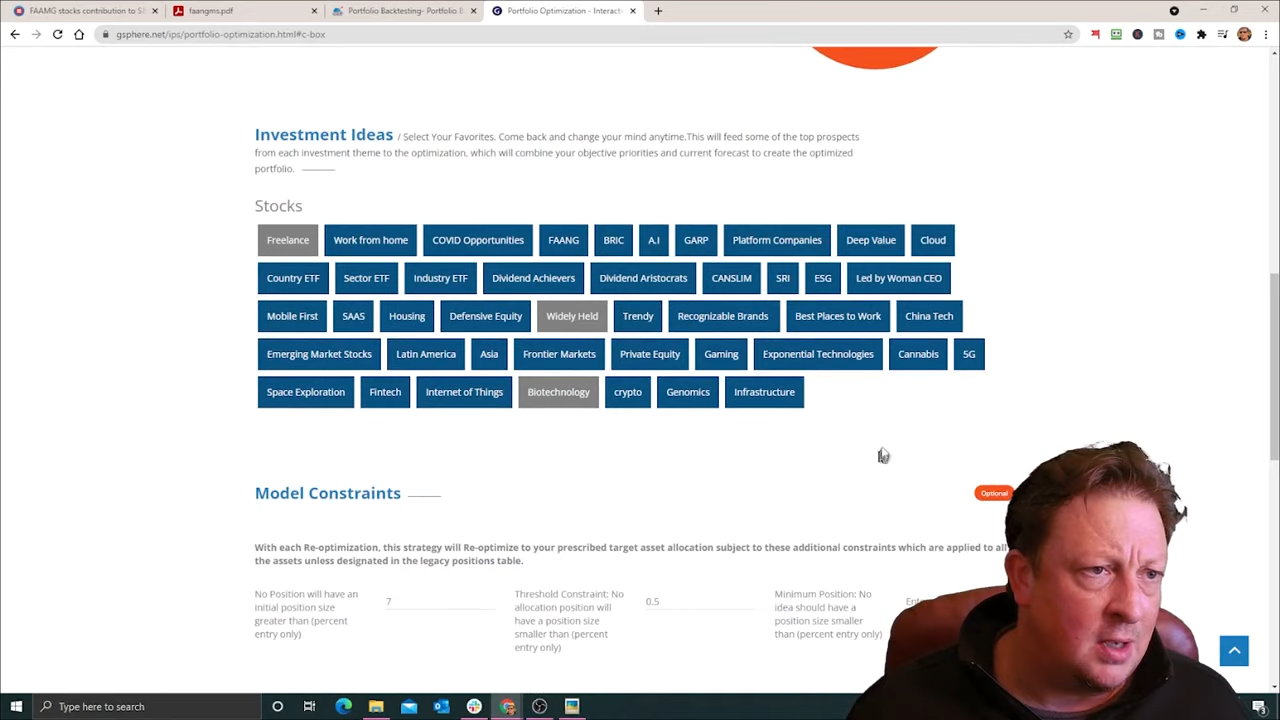 FAAMG stocks contribution to S
faangms.pdf
Portfolio Backtesting- Portfolio B
Portfolio Optimization - Interacti
gsphere.net/ips/portfolio-optimization.html#c-box
Investment Ideas / Select Your Favorites. Come back and change your mind anytime.This will feed some of the top prospects
from each investment theme to the optimization, which will combine your objective priorities and current forecast to create the optimized
portfolio.
Stocks
Freelance Work from home COVID Opportunities FAANG BRIC A.I GARP Platform Companies Deep Value Cloud
Country ETF Sector ETF Industry ETF Dividend Achievers Dividend Aristocrats CANSLIM SRI ESG Led by Woman CEO
Mobile First SAAS Housing Defensive Equity Widely Held Trendy Recognizable Brands Best Places to Work China Tech
Emerging Market Stocks Latin America Asia Frontier Markets Private Equity Gaming Exponential Technologies Cannabis 5G
Space Exploration Fintech Internet of Things Biotechnology crypto Genomics Infrastructure
Model Constraints
Optional
With each Re-optimization, this strategy will Re-optimize to your prescribed target asset allocation subject to these additional constraints which are applied to all
the assets unless designated in the legacy positions table.
No Position will have an
initial position size
greater than (percent
entry only)
7
Threshold Constraint: No
allocation position will
have a position size
smaller than (percent
entry only)
0.5
Minimum Position: No
idea should have a
position size smaller
than (percent entry only)
Type here to search